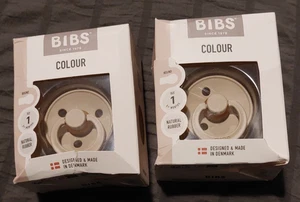 BIBS
SINCE 1978
COLOUR
1
NATURAL
RUBBER
DESIGNED & MADE
IN DENMARK
BIBS
SINCE 1978
COLOUR
1
NATURAL
RUBBER
DESIGNED & MADE
IN DENMARK